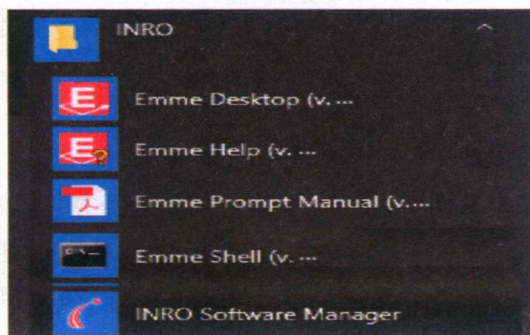 INRO
Emme Desktop (v. ...
Emme Help (v. ...
Emme Prompt Manual (v....
Emme Shell (v. ...
INRO Software Manager